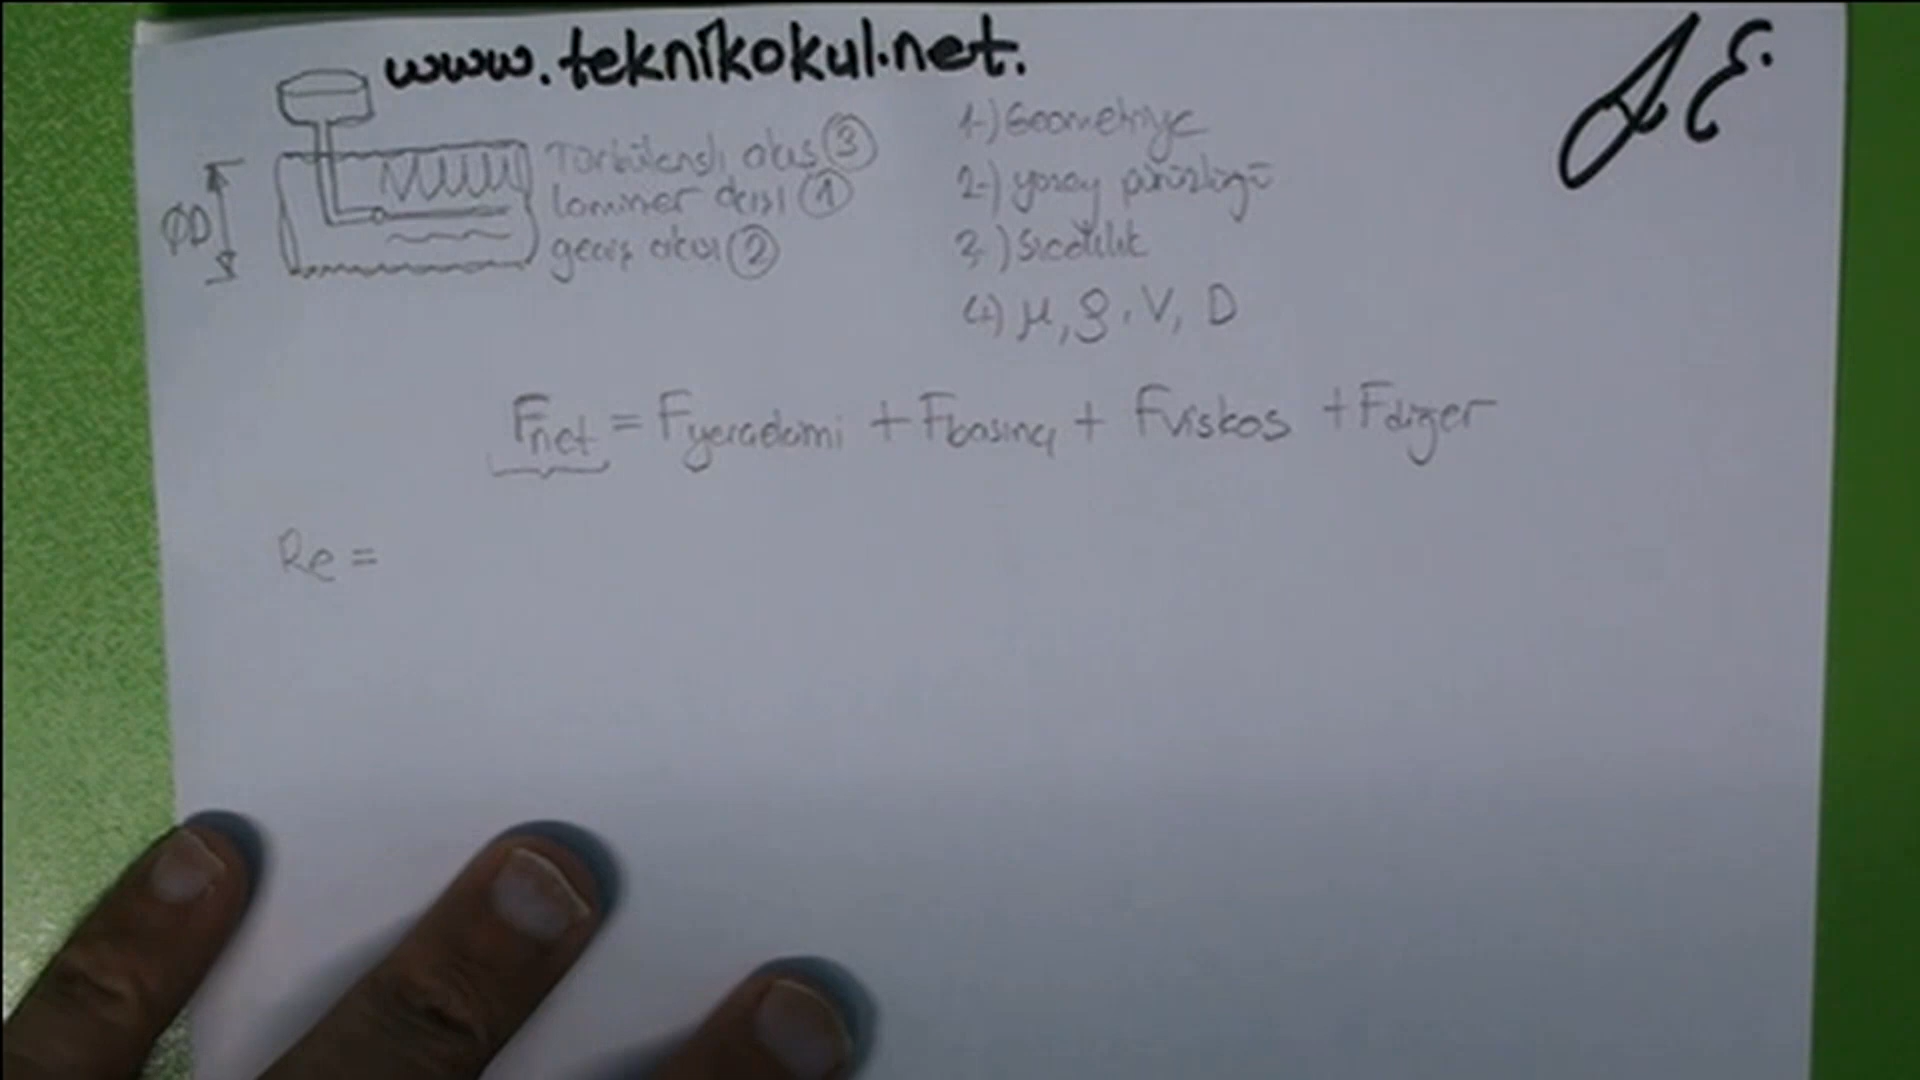 www.teknikokul.net.
A E.
Türbülanslı akış ③
laminer akışı ①
geçiş akışı ②
ØD
1-) Geometriye
2-) yüzey pürüzlüğü
3-) Sıcaklık
4) μ, ρ, V, D
Fnet = Fyerçekimi + Fbasınç + Fviskos + Fdiğer
Re =